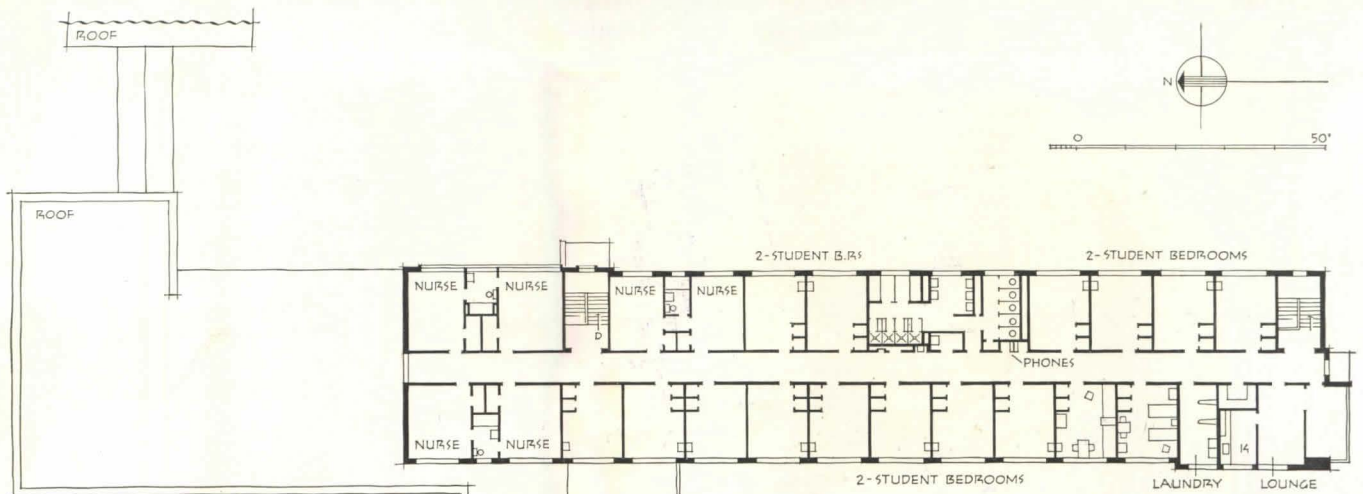 ROOF
N
0
50'
ROOF
2-STUDENT B.RS
2-STUDENT BEDROOMS
NURSE
NURSE
NURSE
NURSE
D
PHONES
NURSE
NURSE
14
2-STUDENT BEDROOMS
LAUNDRY
LOUNGE